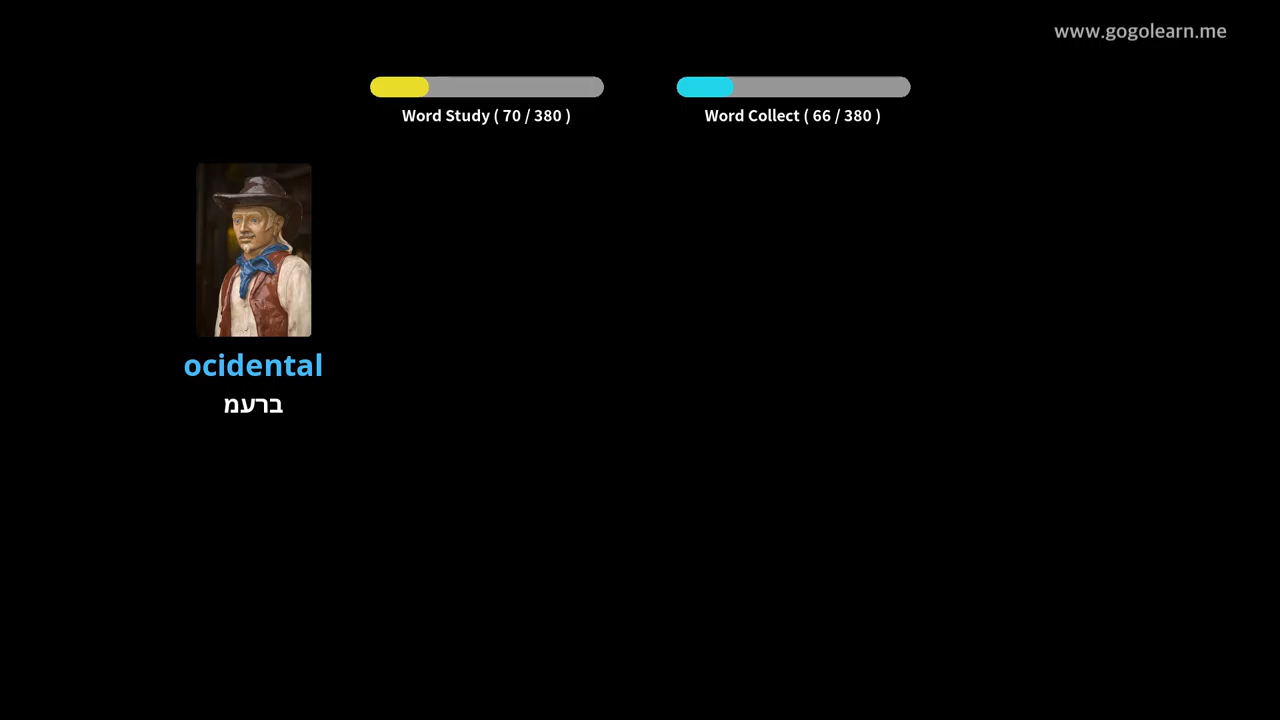 www.gogolearn.me
Word Study ( 70 / 380 )
Word Collect ( 66 / 380 )
ocidental
ברעמ